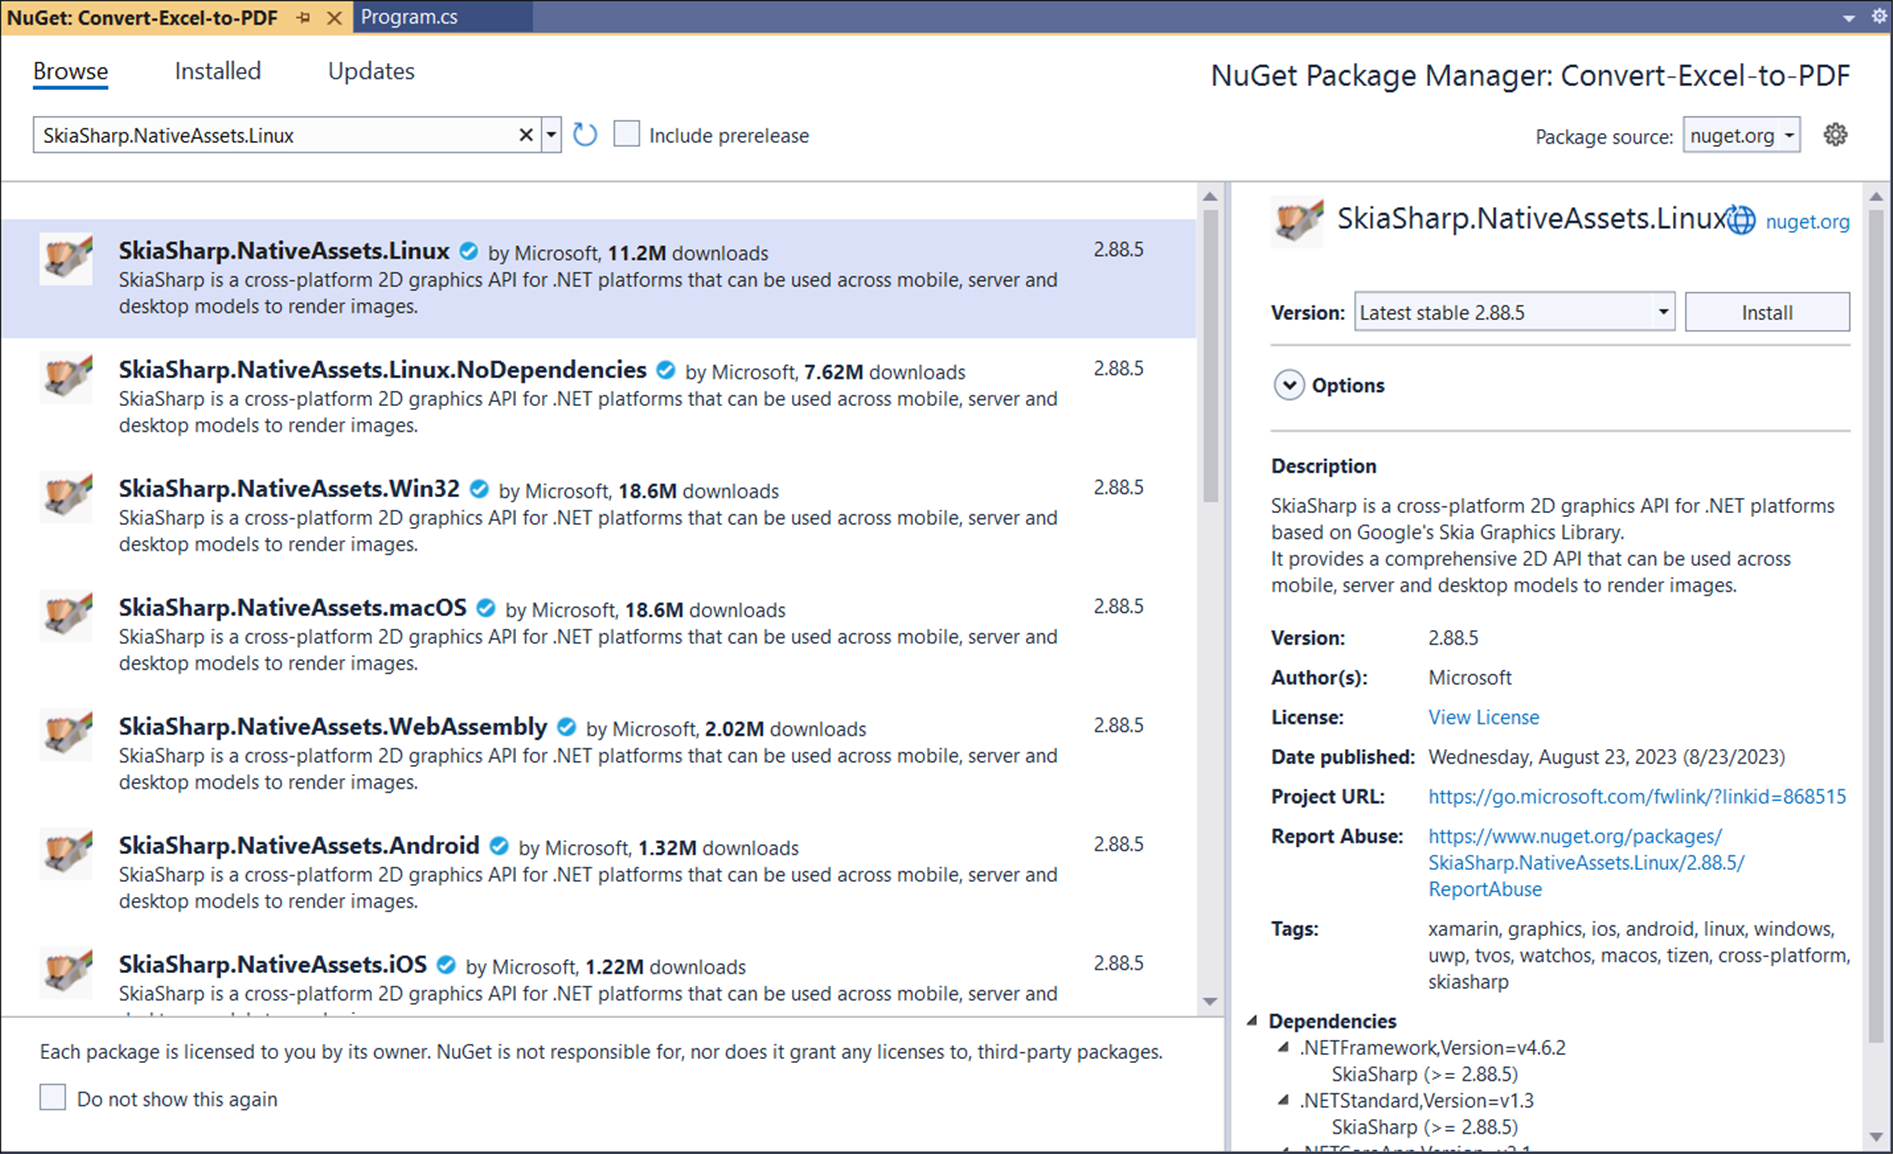 NuGet: Convert-Excel-to-PDF
Program.cs
Browse
Installed
Updates
NuGet Package Manager: Convert-Excel-to-PDF
SkiaSharp.NativeAssets.Linux
Include prerelease
Package source: nuget.org
SkiaSharp.NativeAssets.Linux by Microsoft, 11.2M downloads 2.88.5
SkiaSharp is a cross-platform 2D graphics API for .NET platforms that can be used across mobile, server and
desktop models to render images.
SkiaSharp.NativeAssets.Linux.NoDependencies by Microsoft, 7.62M downloads 2.88.5
SkiaSharp is a cross-platform 2D graphics API for .NET platforms that can be used across mobile, server and
desktop models to render images.
SkiaSharp.NativeAssets.Win32 by Microsoft, 18.6M downloads 2.88.5
SkiaSharp is a cross-platform 2D graphics API for .NET platforms that can be used across mobile, server and
desktop models to render images.
SkiaSharp.NativeAssets.macOS by Microsoft, 18.6M downloads 2.88.5
SkiaSharp is a cross-platform 2D graphics API for .NET platforms that can be used across mobile, server and
desktop models to render images.
SkiaSharp.NativeAssets.WebAssembly by Microsoft, 2.02M downloads 2.88.5
SkiaSharp is a cross-platform 2D graphics API for .NET platforms that can be used across mobile, server and
desktop models to render images.
SkiaSharp.NativeAssets.Android by Microsoft, 1.32M downloads 2.88.5
SkiaSharp is a cross-platform 2D graphics API for .NET platforms that can be used across mobile, server and
desktop models to render images.
SkiaSharp.NativeAssets.iOS by Microsoft, 1.22M downloads 2.88.5
SkiaSharp is a cross-platform 2D graphics API for .NET platforms that can be used across mobile, server and
Each package is licensed to you by its owner. NuGet is not responsible for, nor does it grant any licenses to, third-party packages.
Do not show this again
SkiaSharp.NativeAssets.Linux nuget.org
Version: Latest stable 2.88.5 Install
Options
Description
SkiaSharp is a cross-platform 2D graphics API for .NET platforms
based on Google's Skia Graphics Library.
It provides a comprehensive 2D API that can be used across
mobile, server and desktop models to render images.
Version: 2.88.5
Author(s): Microsoft
License: View License
Date published: Wednesday, August 23, 2023 (8/23/2023)
Project URL: https://go.microsoft.com/fwlink/?linkid=868515
Report Abuse: https://www.nuget.org/packages/
SkiaSharp.NativeAssets.Linux/2.88.5/
ReportAbuse
Tags: xamarin, graphics, ios, android, linux, windows,
uwp, tvos, watchos, macos, tizen, cross-platform,
skiasharp
Dependencies
.NETFramework,Version=v4.6.2
SkiaSharp (>= 2.88.5)
.NETStandard,Version=v1.3
SkiaSharp (>= 2.88.5)